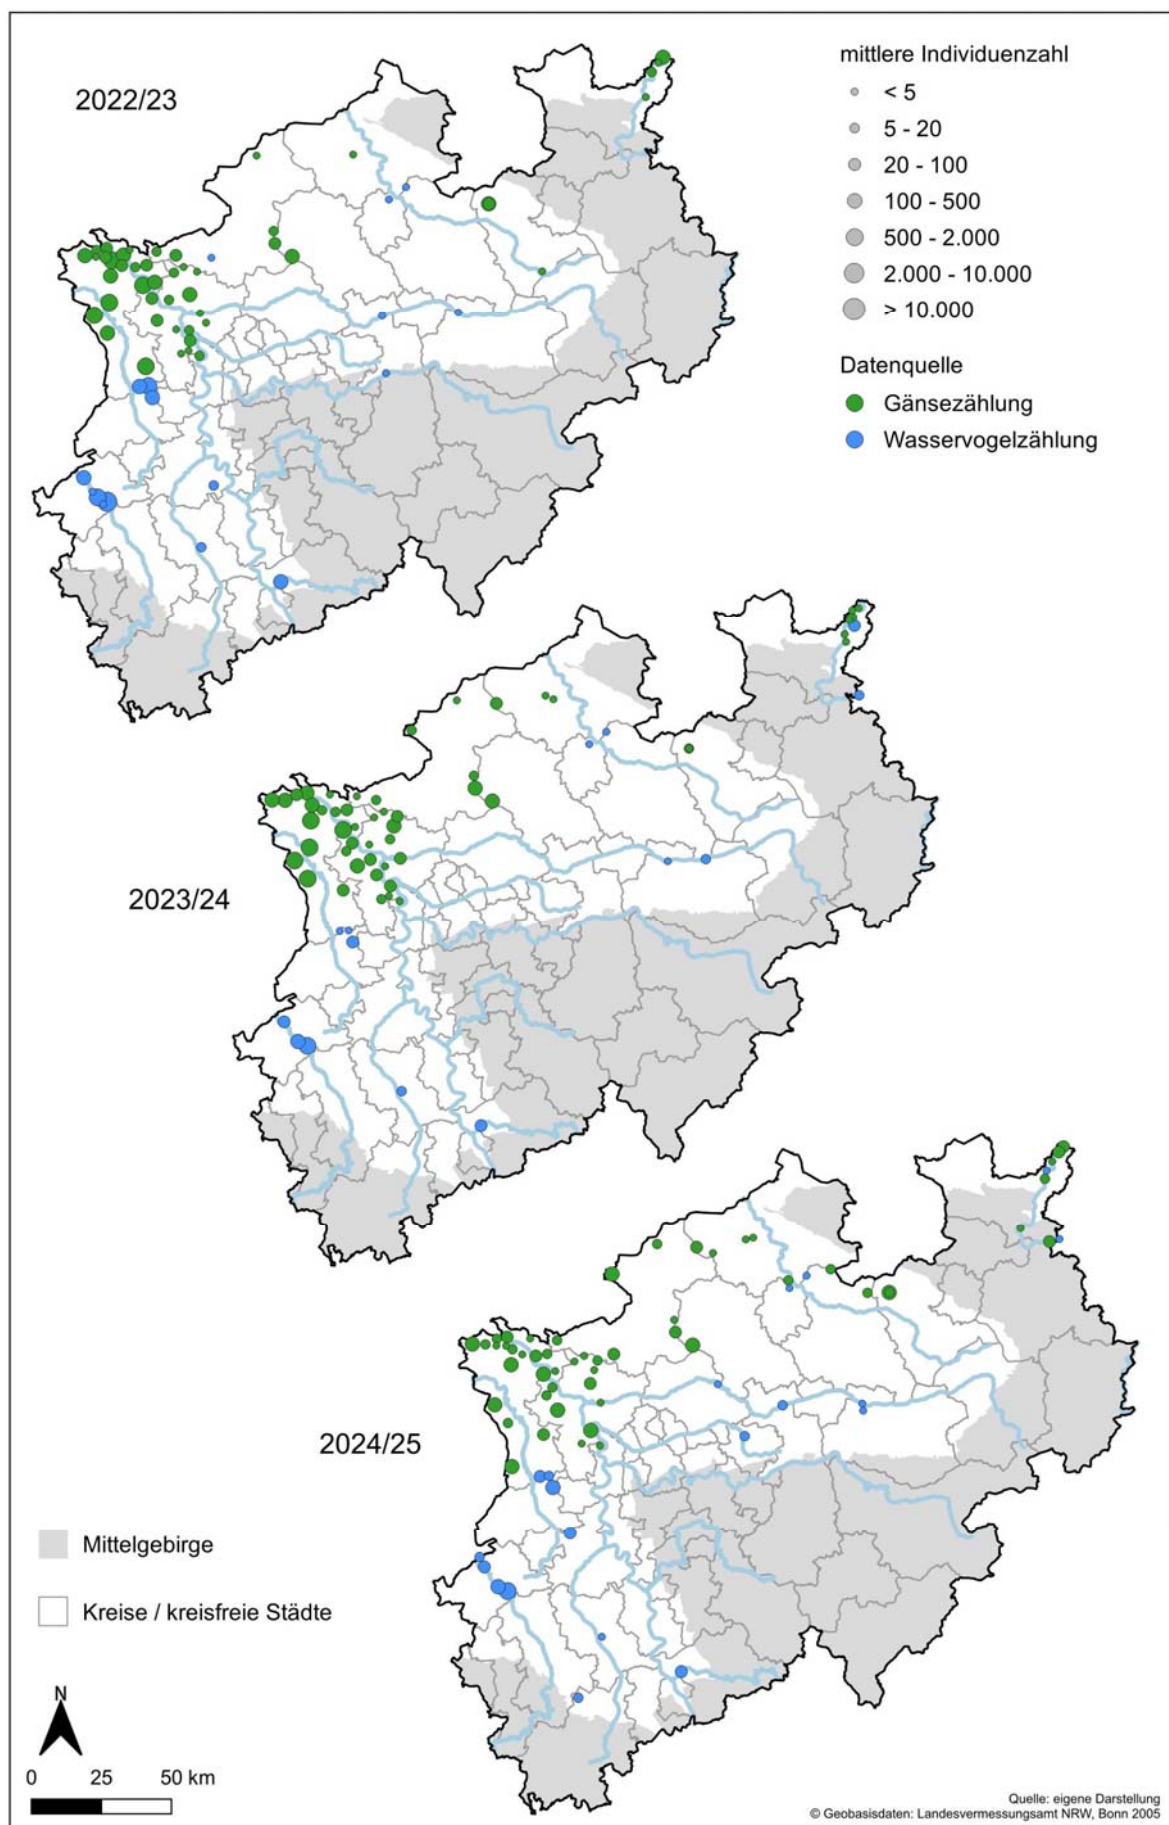 2022/23
mittlere Individuenzahl
< 5
5 - 20
20 - 100
100 - 500
500 - 2.000
2.000 - 10.000
> 10.000
Datenquelle
Gänsezählung
Wasservogelzählung
2023/24
2024/25
Mittelgebirge
Kreise / kreisfreie Städte
N
0 25 50 km
Quelle: eigene Darstellung
© Geobasisdaten: Landesvermessungsamt NRW, Bonn 2005